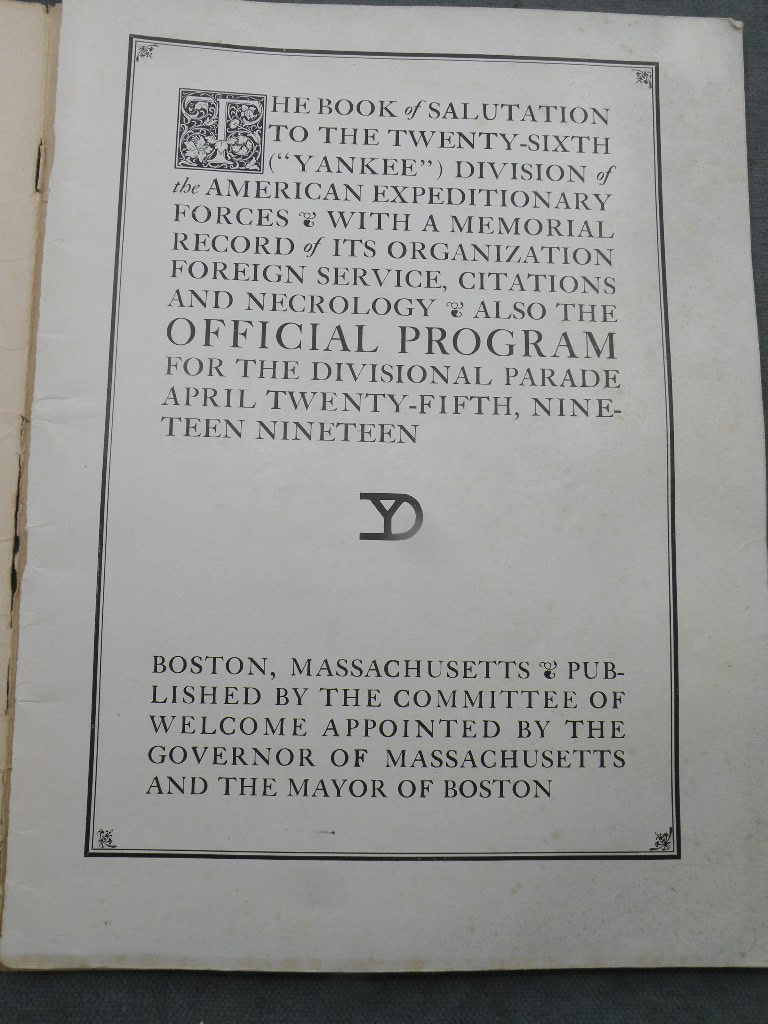 THE BOOK of SALUTATION
TO THE TWENTY-SIXTH
("YANKEE") DIVISION of
the AMERICAN EXPEDITIONARY
FORCES ❦ WITH A MEMORIAL
RECORD of ITS ORGANIZATION
FOREIGN SERVICE, CITATIONS
AND NECROLOGY ❦ ALSO THE
OFFICIAL PROGRAM
FOR THE DIVISIONAL PARADE
APRIL TWENTY-FIFTH, NINE-
TEEN NINETEEN
YD
BOSTON, MASSACHUSETTS ❦ PUB-
LISHED BY THE COMMITTEE OF
WELCOME APPOINTED BY THE
GOVERNOR OF MASSACHUSETTS
AND THE MAYOR OF BOSTON